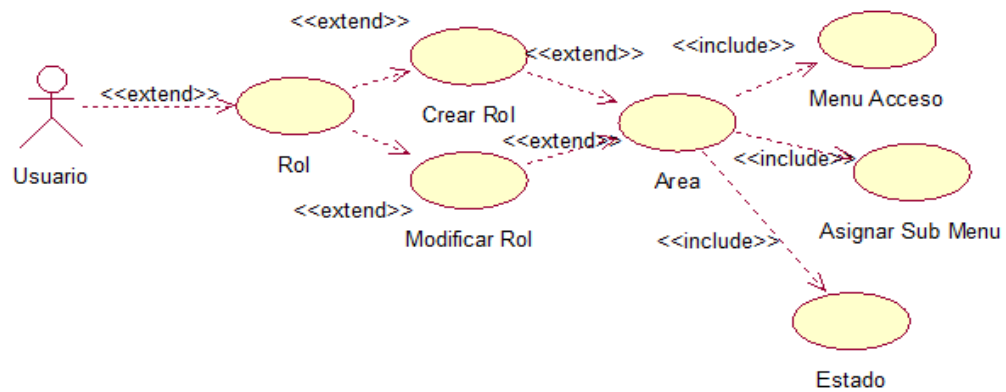 <<extend>>
<<extend>>
<<include>>
<<extend>>
Menu Acceso
Crear Rol
<<extend>>
Rol
Usuario
Area
<<include>>
<<extend>>
Modificar Rol
Asignar Sub Menu
<<include>>
Estado